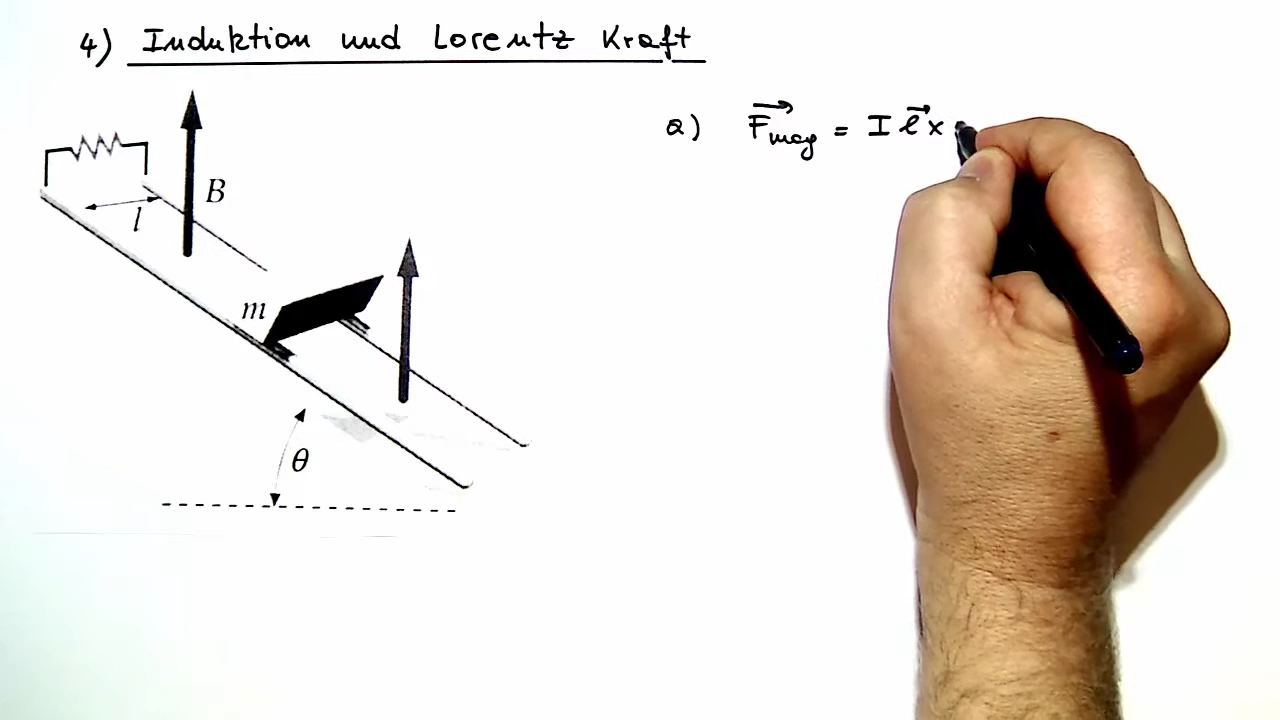 4) Induktion und Lorentz Kraft
a) F⃗mag = I l⃗ x
B
l
m
θ